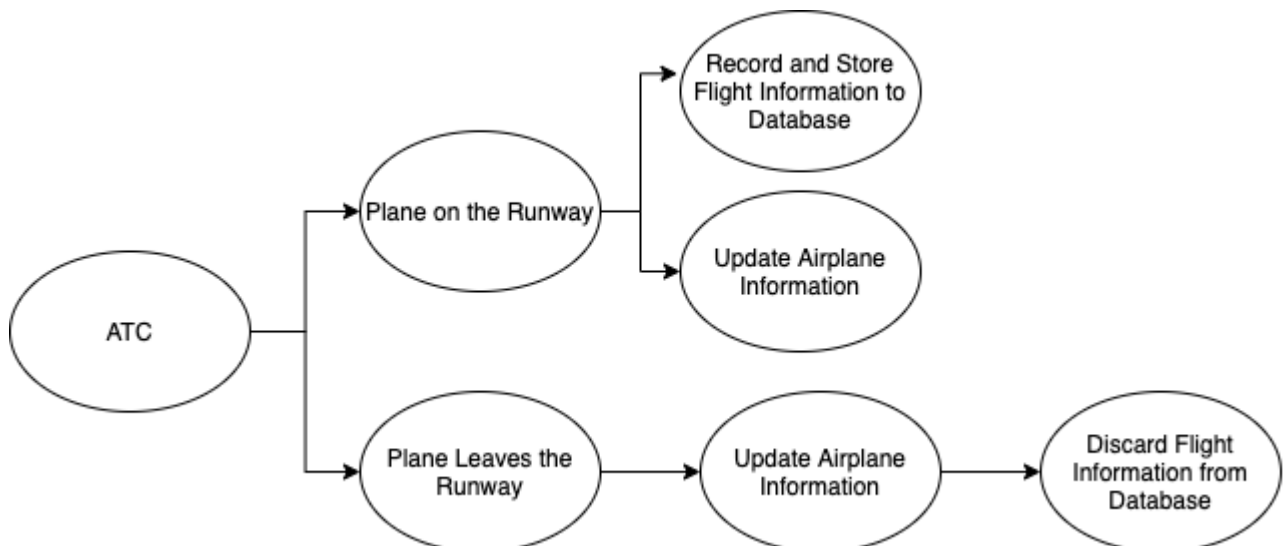 Record and Store
Flight Information to
Database
Plane on the Runway
Update Airplane
Information
ATC
Plane Leaves the
Runway
Update Airplane
Information
Discard Flight
Information from
Database